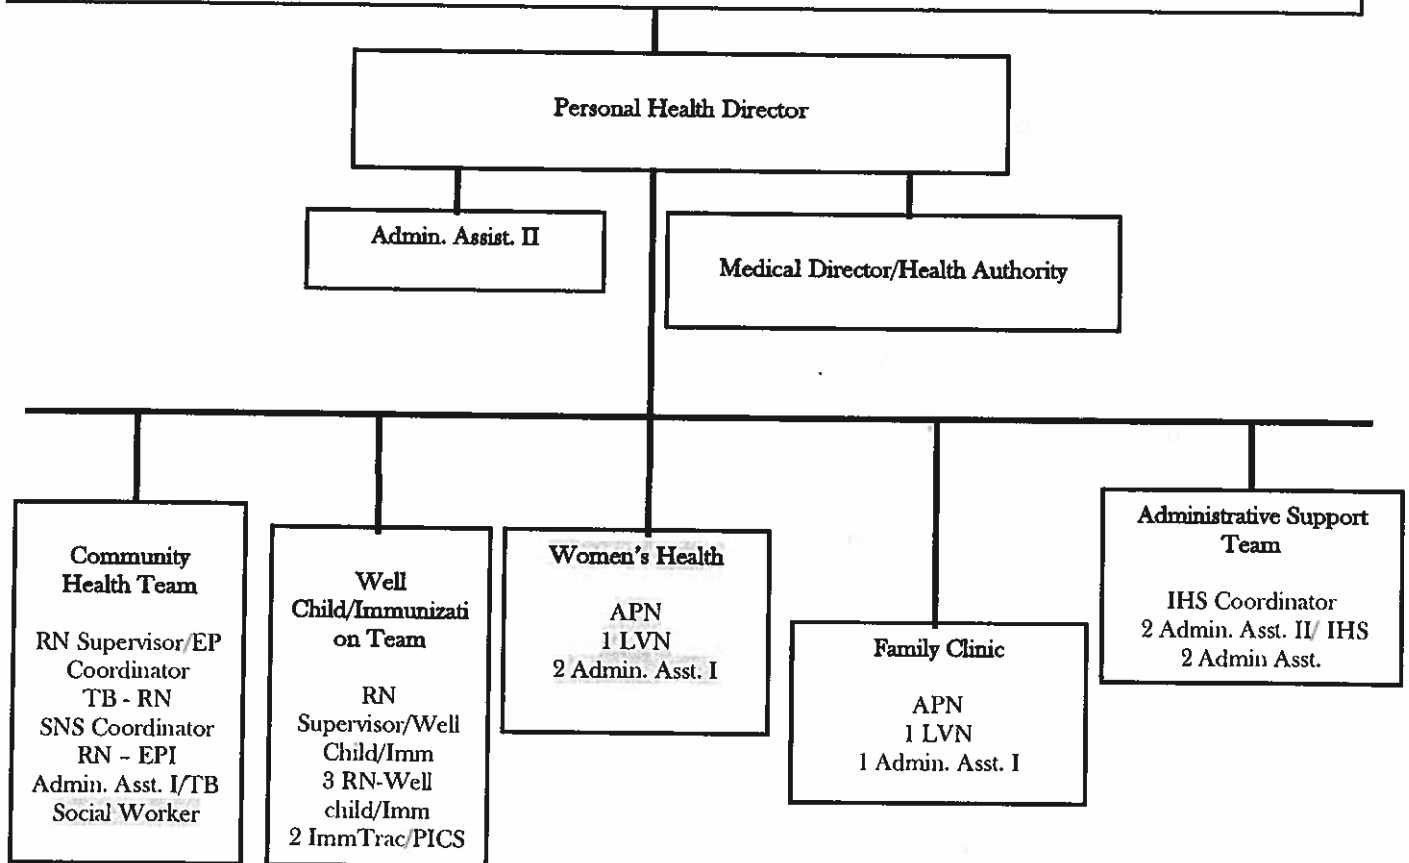 Personal Health Director
Admin. Assist. II
Medical Director/Health Authority
Community
Health Team
RN Supervisor/EP
Coordinator
TB - RN
SNS Coordinator
RN - EPI
Admin. Asst. I/TB
Social Worker
Well
Child/Immunizati
on Team
RN
Supervisor/Well
Child/Imm
3 RN-Well
child/Imm
2 ImmTrac/PICS
Women's Health
APN
1 LVN
2 Admin. Asst. I
Family Clinic
APN
1 LVN
1 Admin. Asst. I
Administrative Support
Team
IHS Coordinator
2 Admin. Asst. II/ IHS
2 Admin Asst.